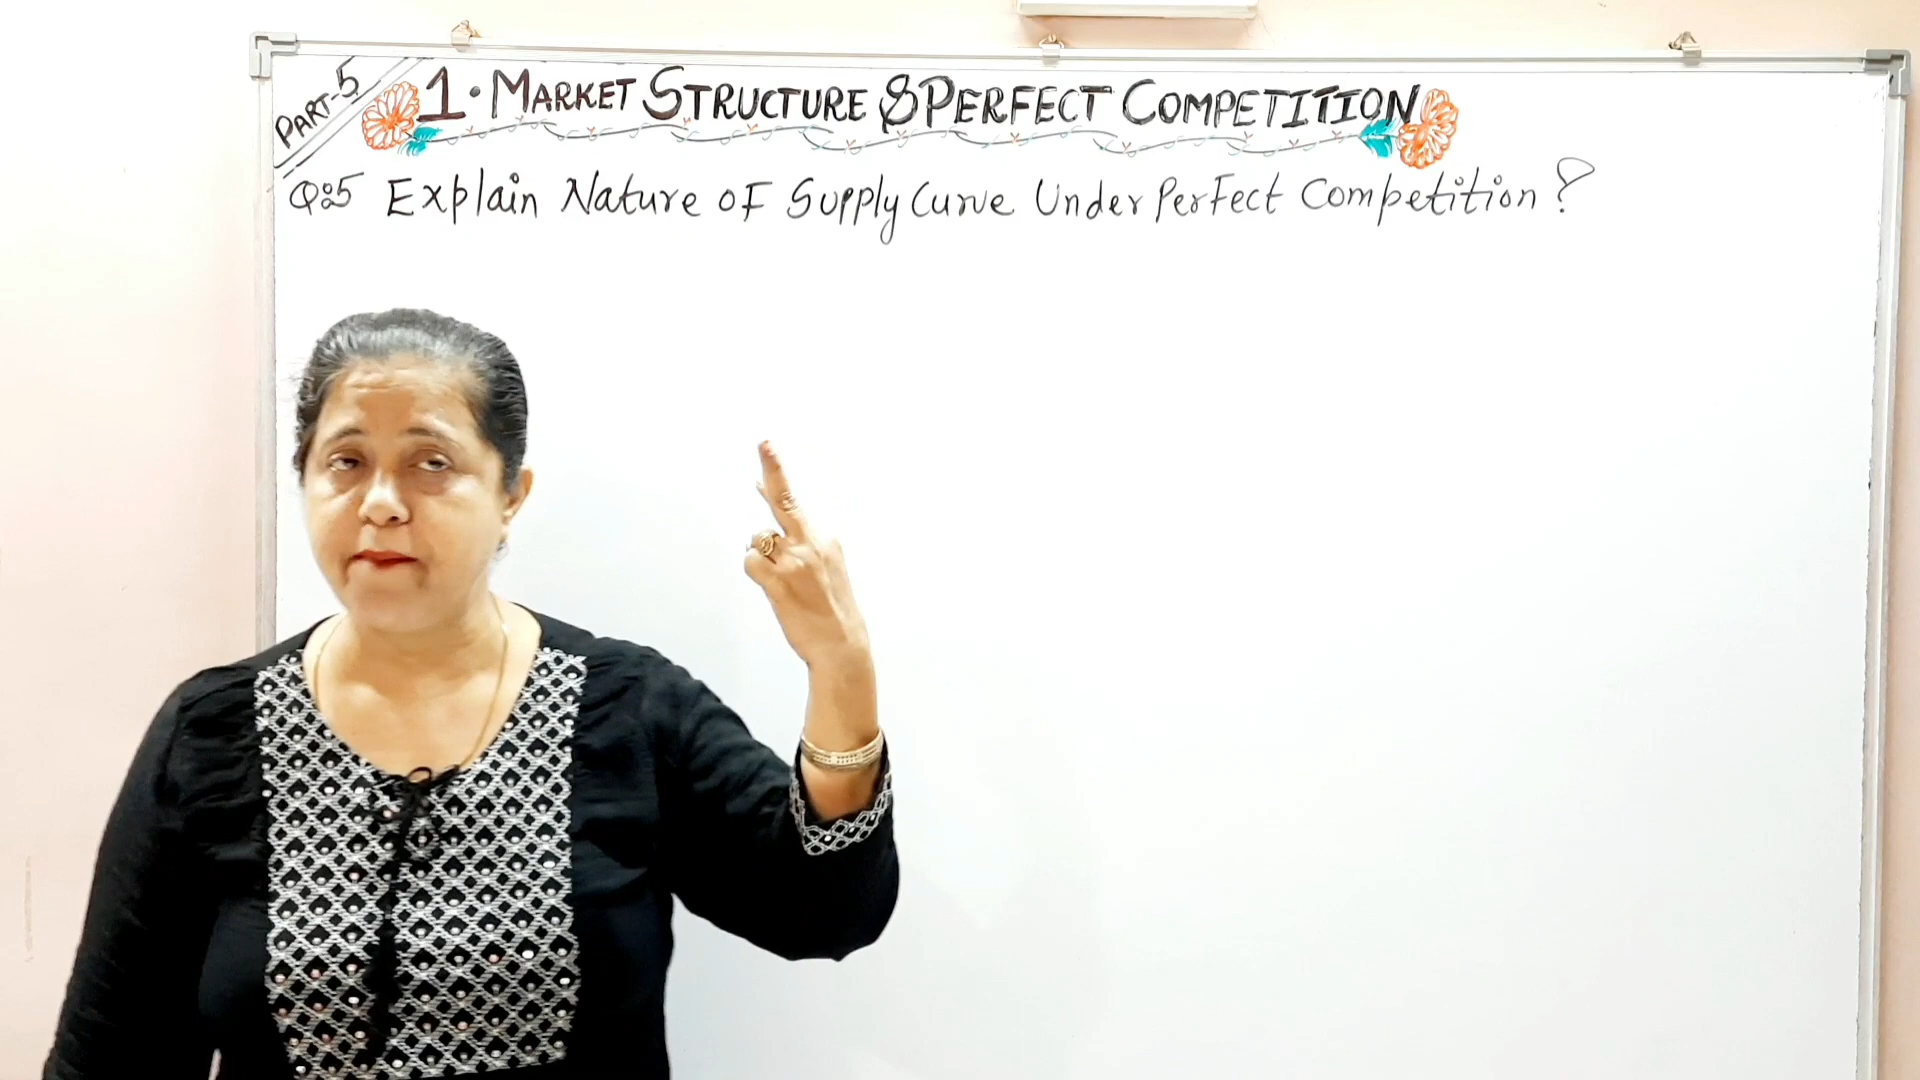 PART-5
1. MARKET STRUCTURE & PERFECT COMPETITION
Q:5 Explain Nature OF Supply Curve Under Perfect Competition?